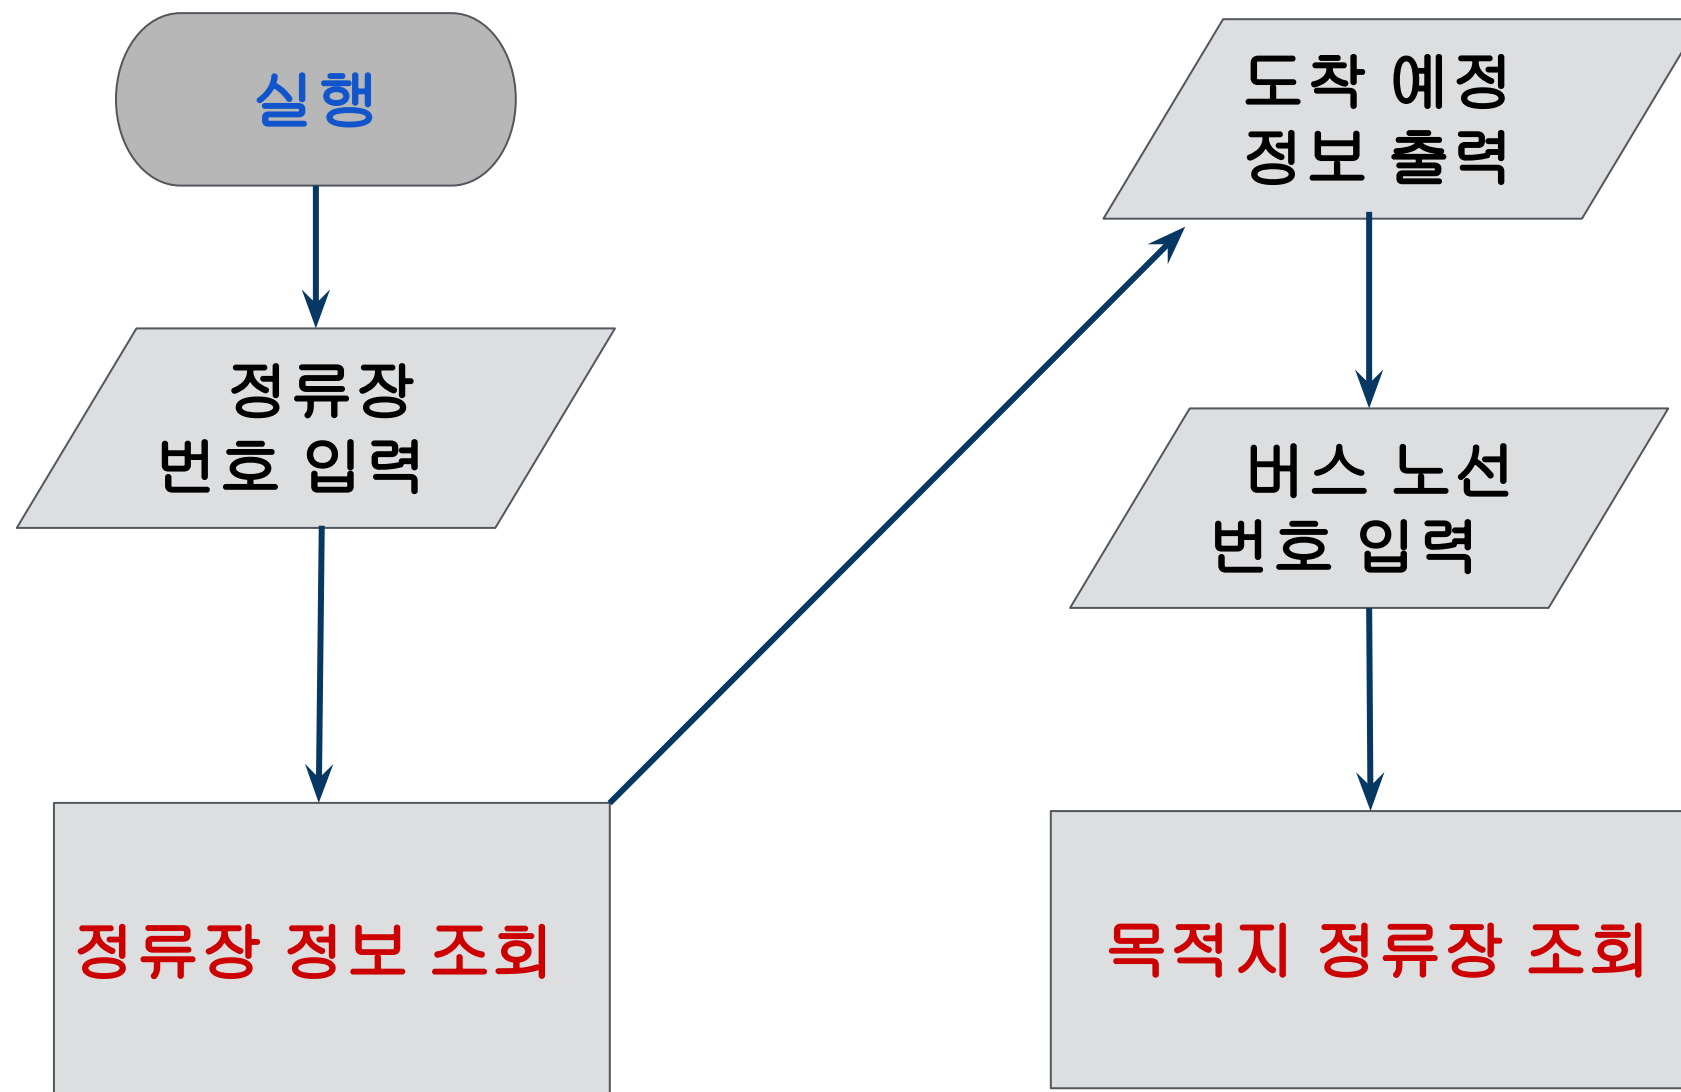 실행
정류장
번호 입력
정류장 정보 조회
도착 예정
정보 출력
버스 노선
번호 입력
목적지 정류장 조회